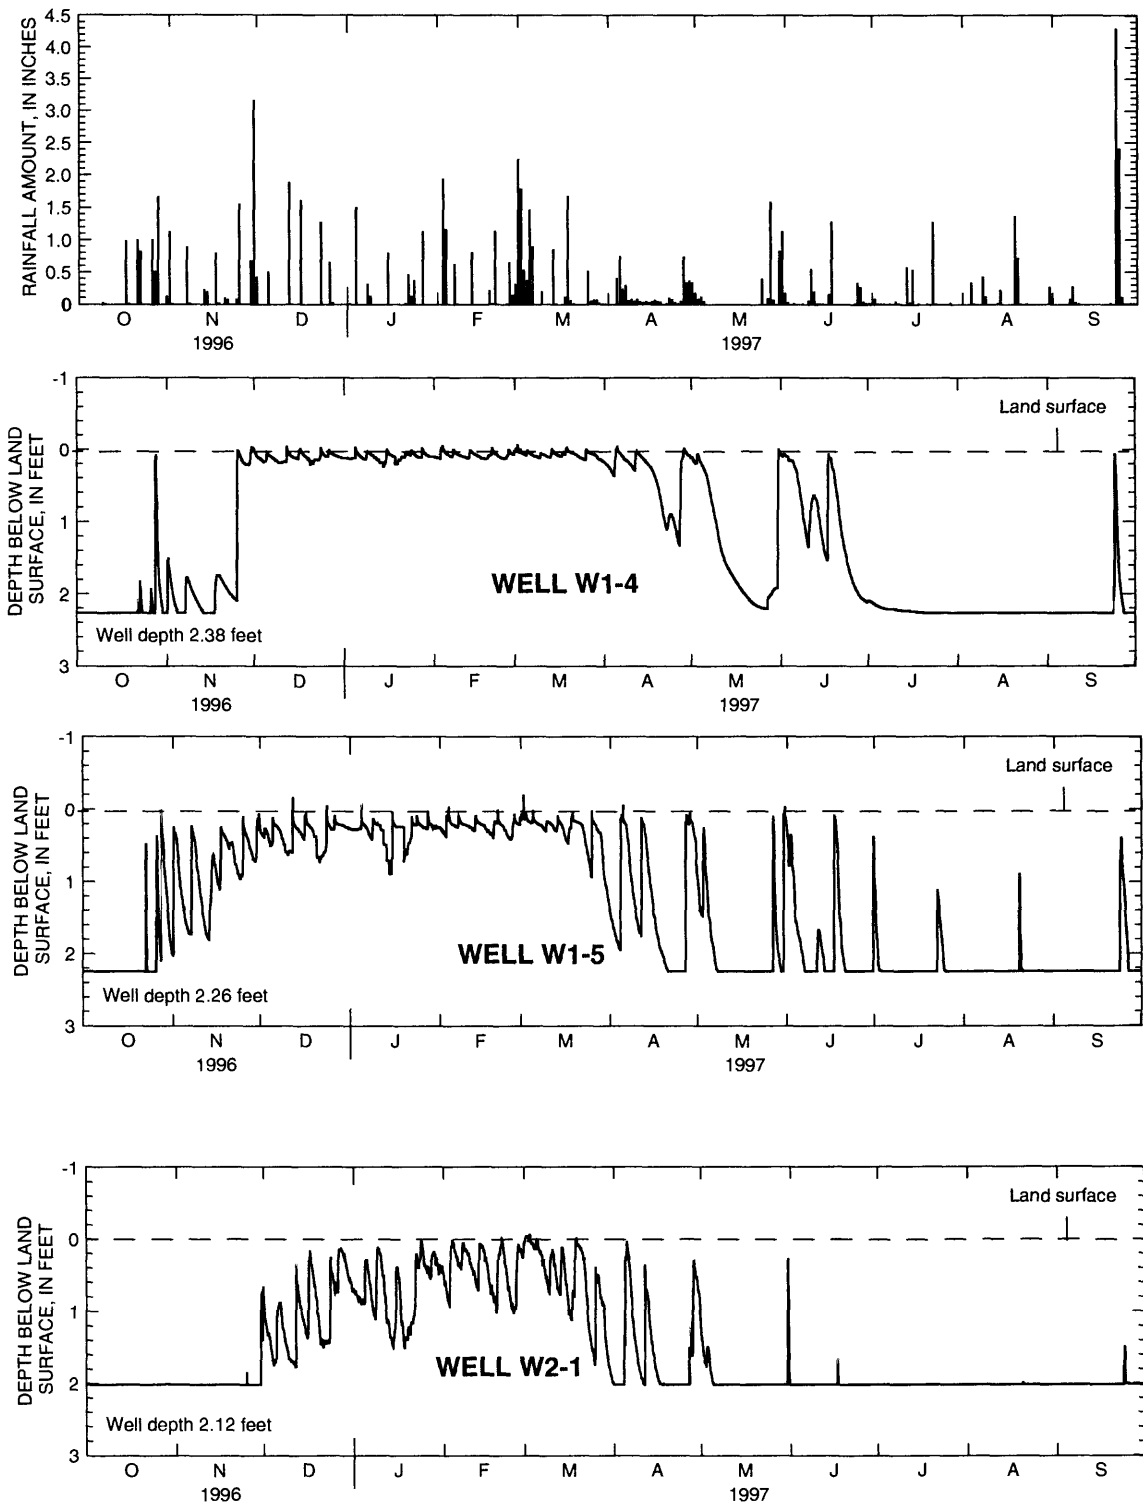 RAINFALL AMOUNT, IN INCHES
4.5
4.0
3.5
3.0
2.5
2.0
1.5
1.0
0.5
0
O N D J F M A M J J A S
1996 1997
DEPTH BELOW LAND
SURFACE, IN FEET
-1
Land surface
0
1
WELL W1-4
2
Well depth 2.38 feet
3
O N D J F M A M J J A S
1996 1997
DEPTH BELOW LAND
SURFACE, IN FEET
-1
Land surface
0
1
WELL W1-5
2
Well depth 2.26 feet
3
O N D J F M A M J J A S
1996 1997
DEPTH BELOW LAND
SURFACE, IN FEET
-1
Land surface
0
1
WELL W2-1
2
Well depth 2.12 feet
3
O N D J F M A M J J A S
1996 1997